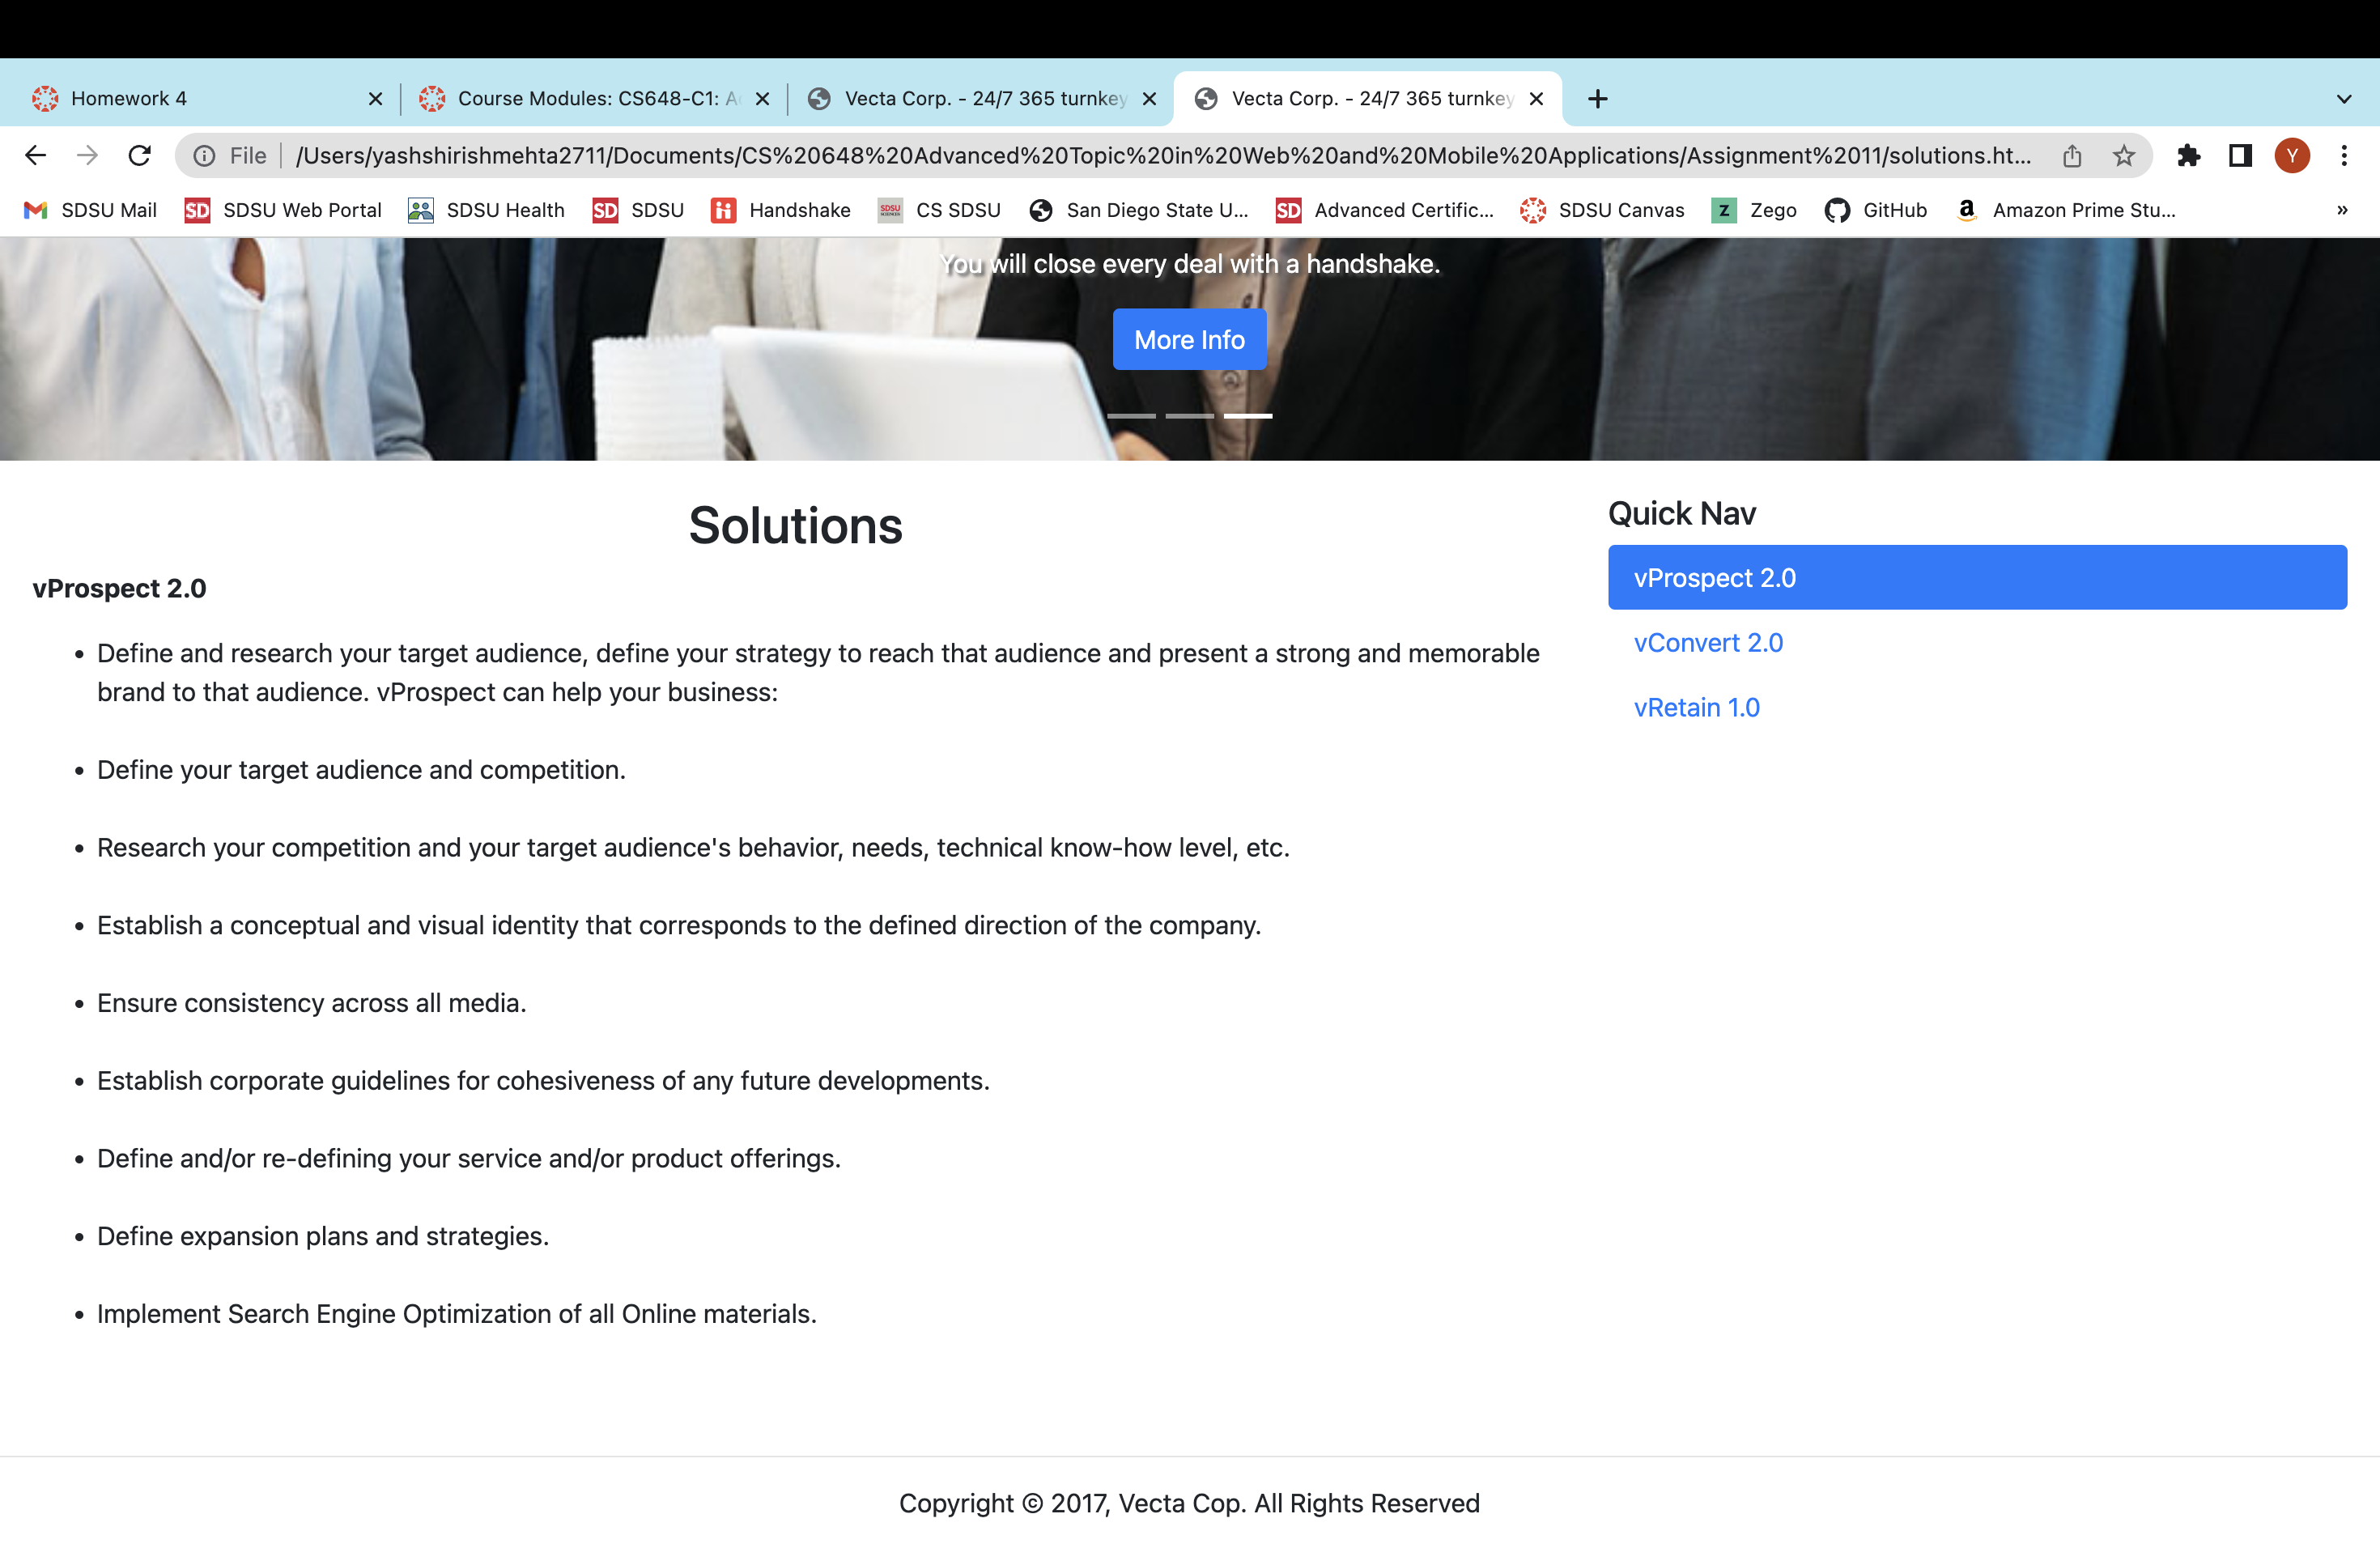 Homework 4
Course Modules: CS648-C1: A
Vecta Corp. - 24/7 365 turnkey
Vecta Corp. - 24/7 365 turnkey
File
/Users/yashshirishmehta2711/Documents/CS%20648%20Advanced%20Topic%20in%20Web%20and%20Mobile%20Applications/Assignment%2011/solutions.ht...
Y
SDSU Mail
SD
SDSU Web Portal
SDSU Health
SD
SDSU
Handshake
SDSU
CS SDSU
San Diego State U...
SD
Advanced Certific...
SDSU Canvas
Z
Zego
GitHub
a
Amazon Prime Stu...
»
You will close every deal with a handshake.
More Info
Solutions
vProspect 2.0
• Define and research your target audience, define your strategy to reach that audience and present a strong and memorable
brand to that audience. vProspect can help your business:
• Define your target audience and competition.
• Research your competition and your target audience's behavior, needs, technical know-how level, etc.
• Establish a conceptual and visual identity that corresponds to the defined direction of the company.
• Ensure consistency across all media.
• Establish corporate guidelines for cohesiveness of any future developments.
• Define and/or re-defining your service and/or product offerings.
• Define expansion plans and strategies.
• Implement Search Engine Optimization of all Online materials.
Quick Nav
vProspect 2.0
vConvert 2.0
vRetain 1.0
Copyright © 2017, Vecta Cop. All Rights Reserved